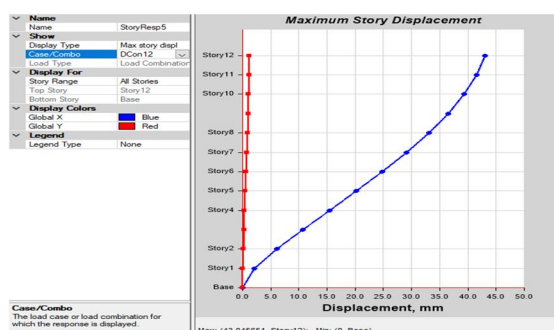 Name
Name StoryResp5
Show
Display Type Max story displ
Case/Combo DCon12
Load Type Load Combination
Display For
Story Range All Stories
Top Story Story12
Bottom Story Base
Display Colors
Global X Blue
Global Y Red
Legend
Legend Type None
Case/Combo
The load case or load combination for
which the response is displayed.
Maximum Story Displacement
Story12
Story11
Story10
Story8
Story7
Story6
Story5
Story4
Story2
Story1
Base
0.0 5.0 10.0 15.0 20.0 25.0 30.0 35.0 40.0 45.0 50.0
Displacement, mm